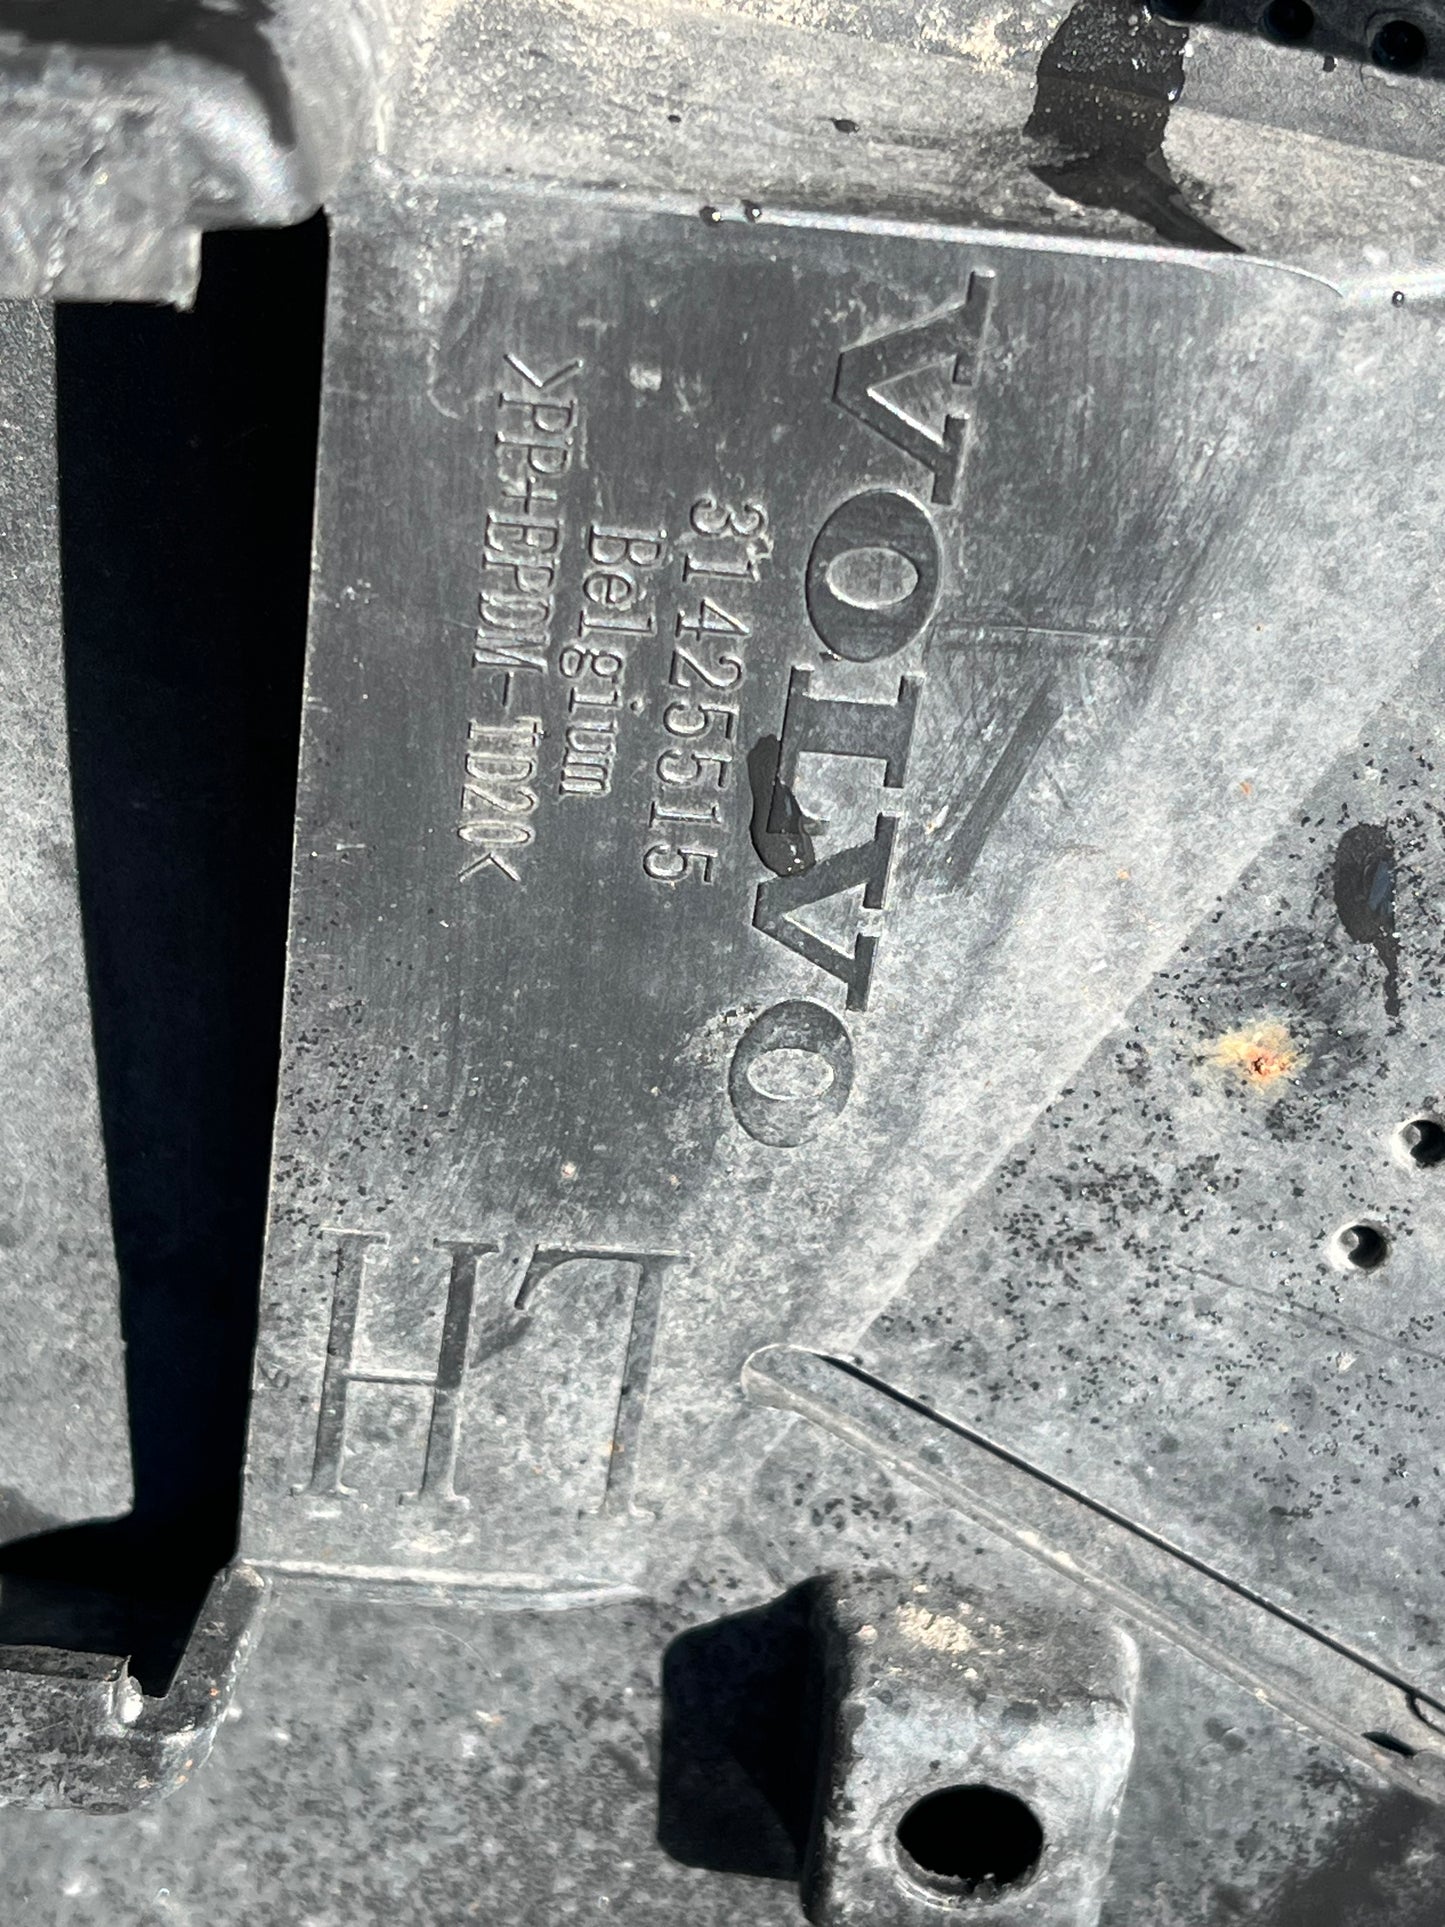 VOLVO
31425515
Belgium
>PP+EPDM-TD20<
LH